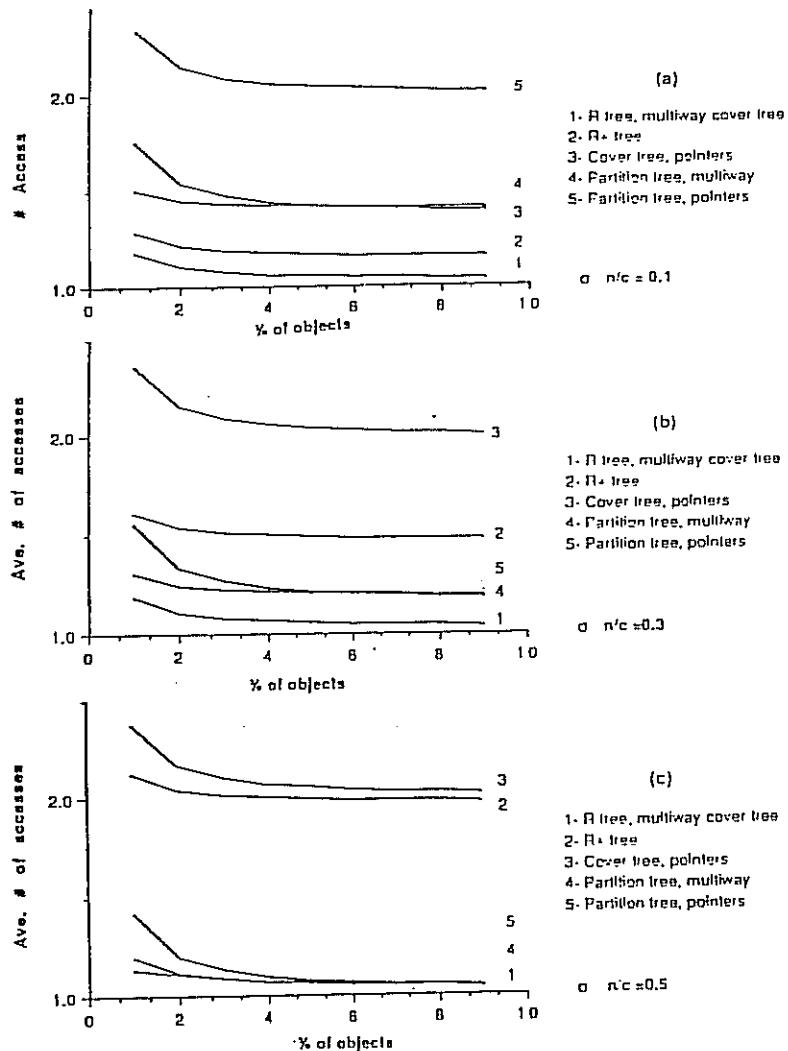 # Access
2.0
1.0
0 2 4 6 8 10
% of objects
5
4
3
2
1
(a)
1- R tree, multiway cover tree
2- R+ tree
3- Cover tree, pointers
4- Partition tree, multiway
5- Partition tree, pointers
σ n/c = 0.1
Ave. # of accesses
2.0
1.0
0 2 4 6 8 10
% of objects
3
2
5
4
1
(b)
1- R tree, multiway cover tree
2- R+ tree
3- Cover tree, pointers
4- Partition tree, multiway
5- Partition tree, pointers
σ n/c =0.3
Ave. # of accesses
2.0
1.0
0 2 4 6 8 10
% of objects
3
2
5
4
1
(c)
1- R tree, multiway cover tree
2- R+ tree
3- Cover tree, pointers
4- Partition tree, multiway
5- Partition tree, pointers
σ n/c =0.5